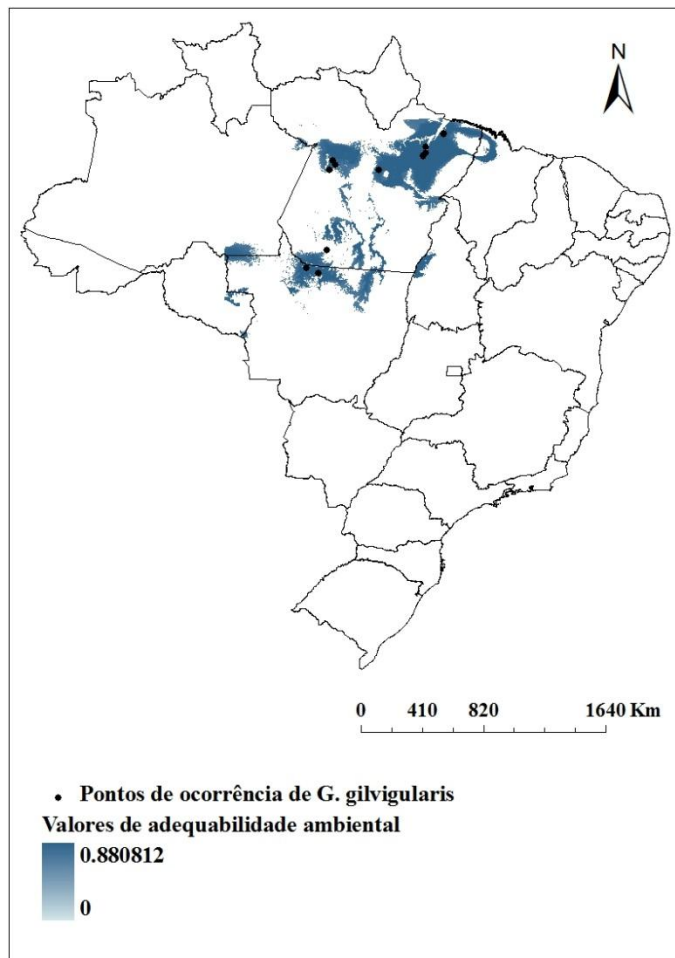 N
0 410 820 1640 Km
Pontos de ocorrência de G. gilvigularis
Valores de adequabilidade ambiental
0.880812
0